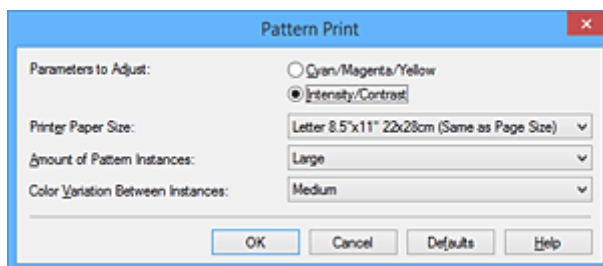 Pattern Print
Parameters to Adjust:
Cyan/Magenta/Yellow
Intensity/Contrast
Printer Paper Size:
Letter 8.5"x11" 22x28cm (Same as Page Size)
Amount of Pattern Instances:
Large
Color Variation Between Instances:
Medium
OK Cancel Defaults Help